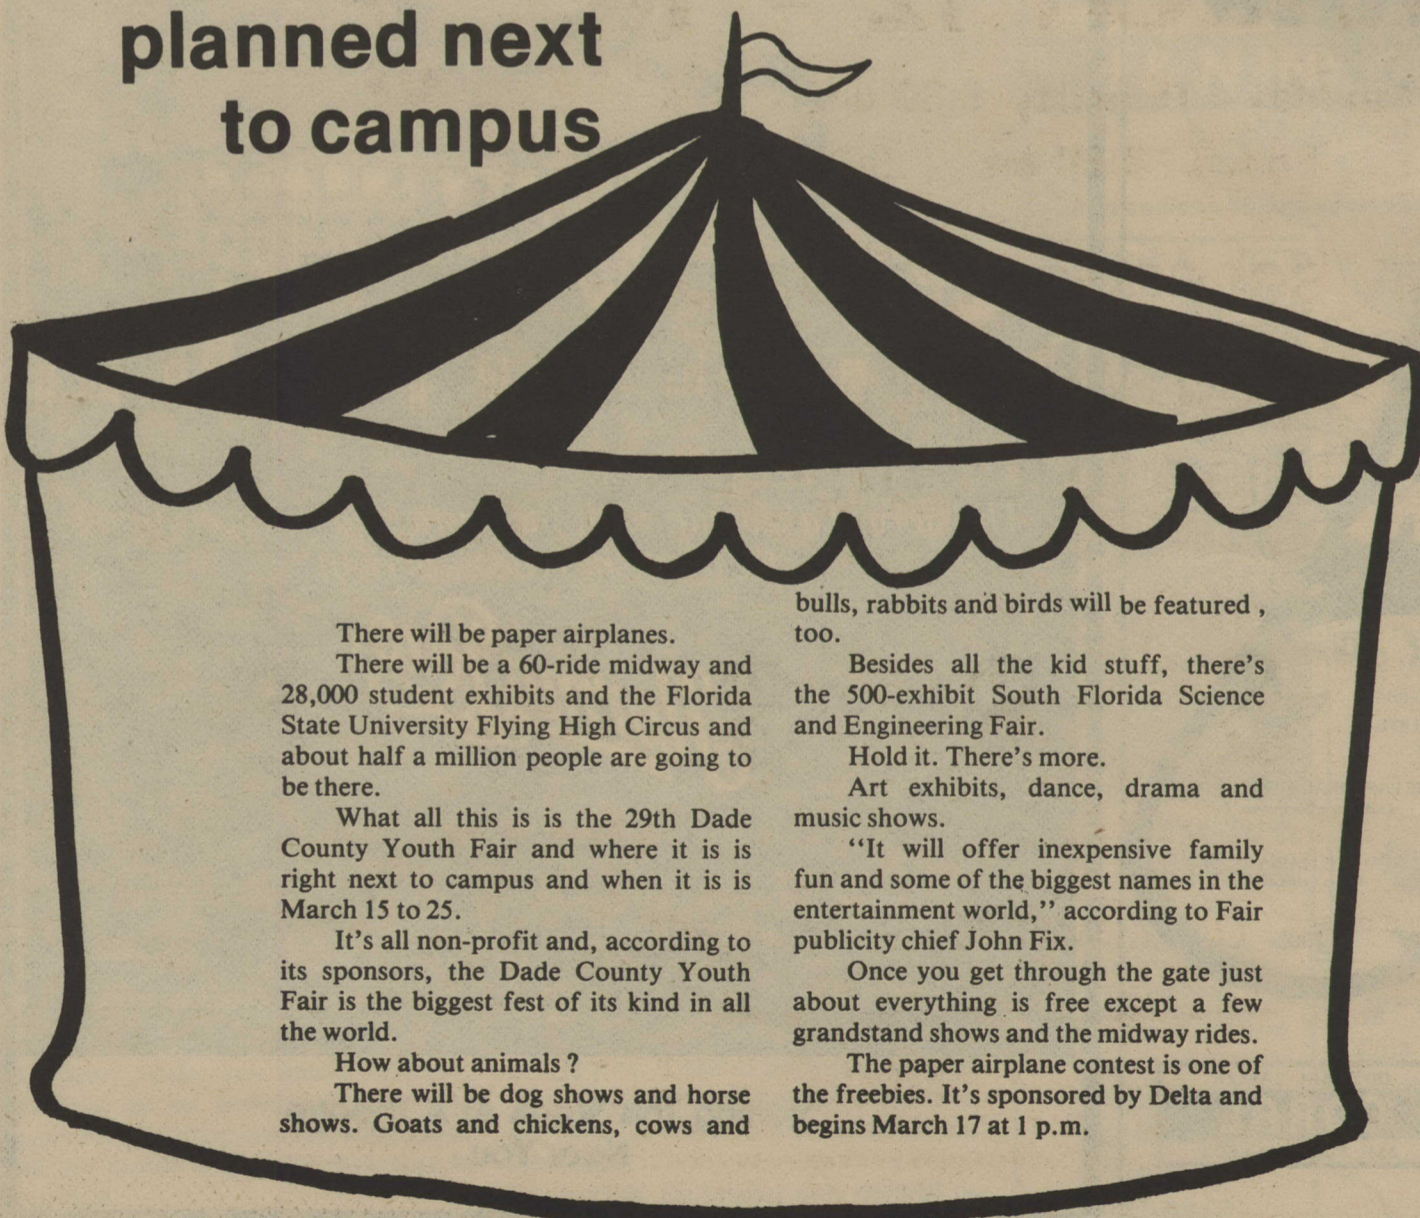 planned next
to campus
There will be paper airplanes.
There will be a 60-ride midway and
28,000 student exhibits and the Florida
State University Flying High Circus and
about half a million people are going to
be there.
What all this is is the 29th Dade
County Youth Fair and where it is is
right next to campus and when it is is
March 15 to 25.
It's all non-profit and, according to
its sponsors, the Dade County Youth
Fair is the biggest fest of its kind in all
the world.
How about animals ?
There will be dog shows and horse
shows. Goats and chickens, cows and
bulls, rabbits and birds will be featured ,
too.
Besides all the kid stuff, there's
the 500-exhibit South Florida Science
and Engineering Fair.
Hold it. There's more.
Art exhibits, dance, drama and
music shows.
"It will offer inexpensive family
fun and some of the biggest names in the
entertainment world," according to Fair
publicity chief John Fix.
Once you get through the gate just
about everything is free except a few
grandstand shows and the midway rides.
The paper airplane contest is one of
the freebies. It's sponsored by Delta and
begins March 17 at 1 p.m.